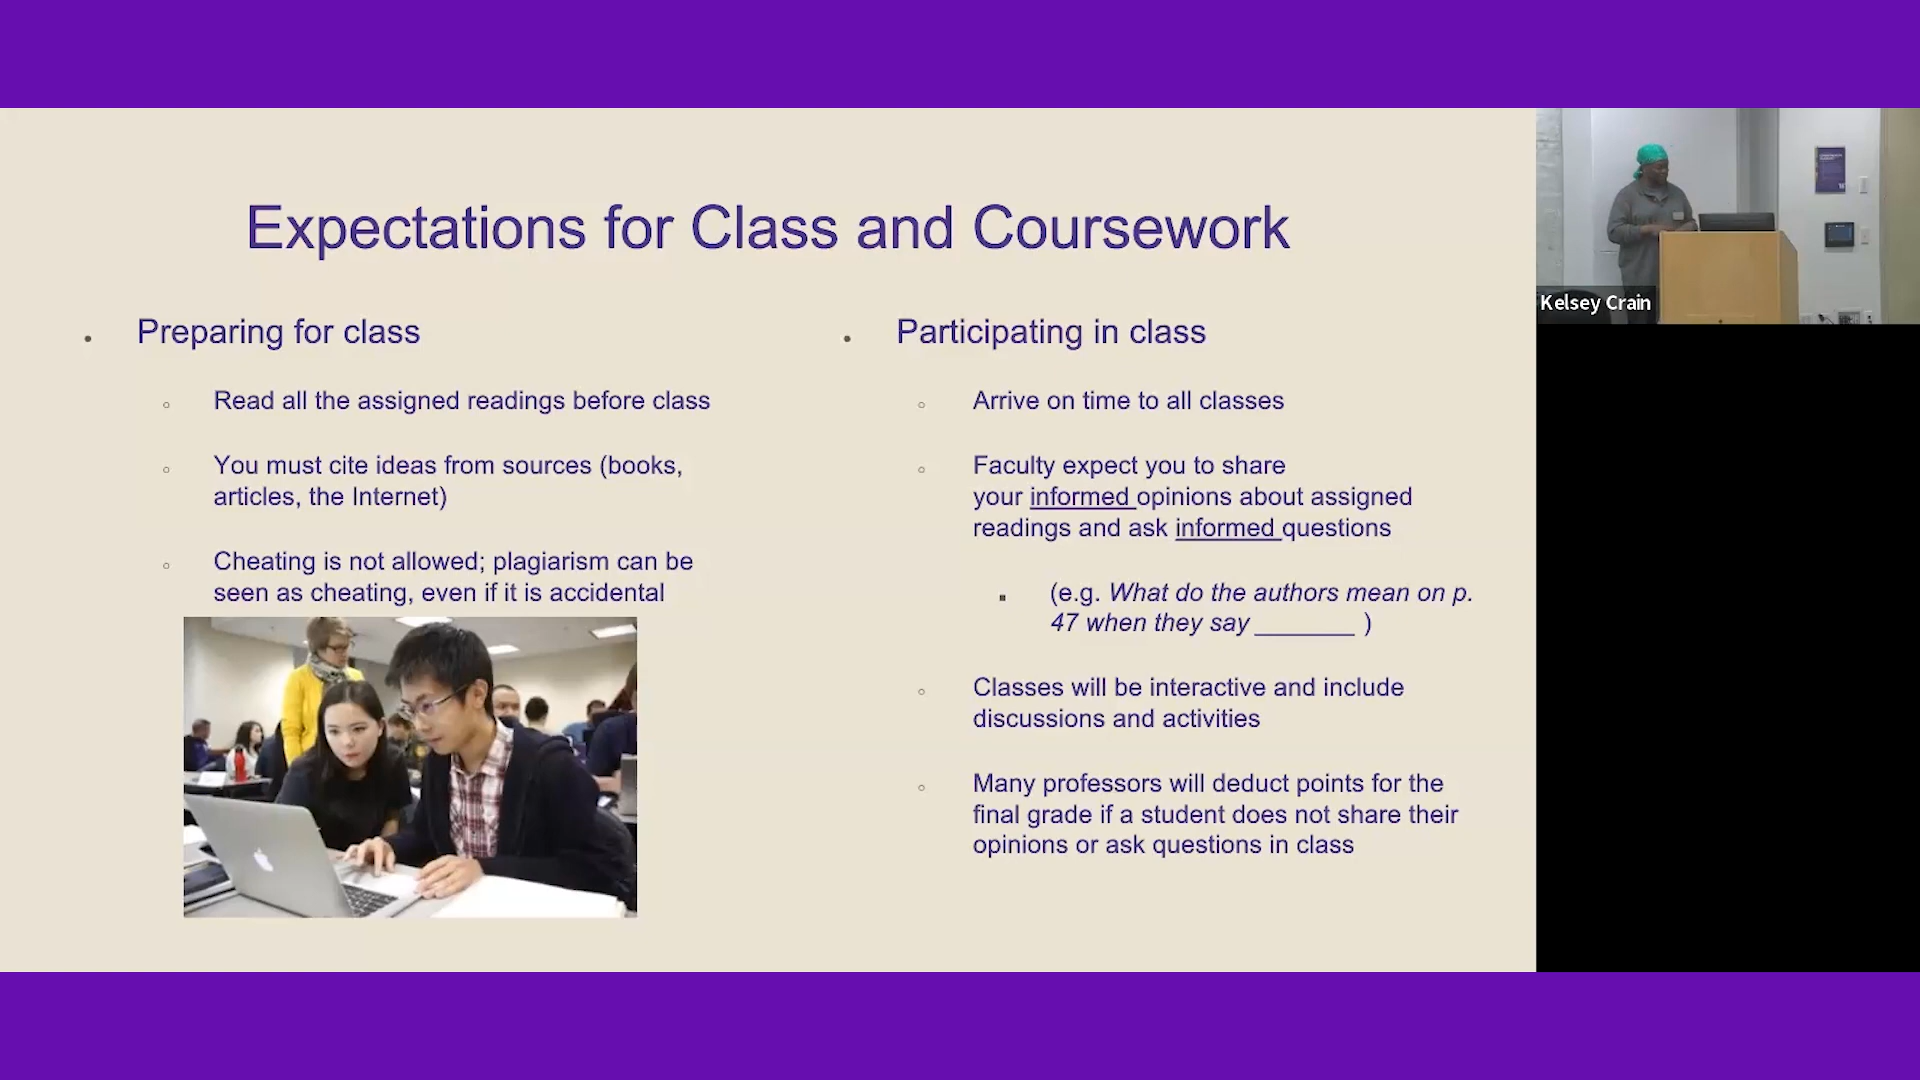 Expectations for Class and Coursework
Preparing for class
Read all the assigned readings before class
You must cite ideas from sources (books,
articles, the Internet)
Cheating is not allowed; plagiarism can be
seen as cheating, even if it is accidental
Participating in class
Arrive on time to all classes
Faculty expect you to share
your informed opinions about assigned
readings and ask informed questions
(e.g. What do the authors mean on p.
47 when they say _______ )
Classes will be interactive and include
discussions and activities
Many professors will deduct points for the
final grade if a student does not share their
opinions or ask questions in class
Kelsey Crain